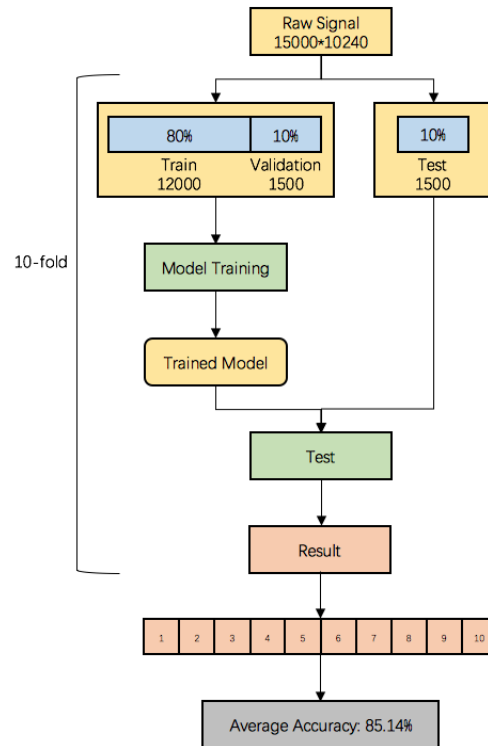 Raw Signal
15000*10240
80%
10%
Train
Validation
12000
1500
10%
Test
1500
10-fold
Model Training
Trained Model
Test
Result
1 2 3 4 5 6 7 8 9 10
Average Accuracy: 85.14%